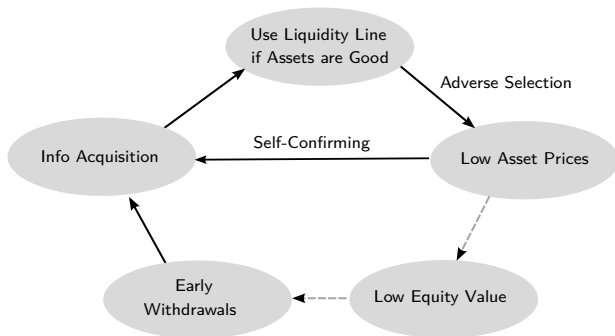 Use Liquidity Line
if Assets are Good
Adverse Selection
Self-Confirming
Info Acquisition
Low Asset Prices
Early
Withdrawals
Low Equity Value